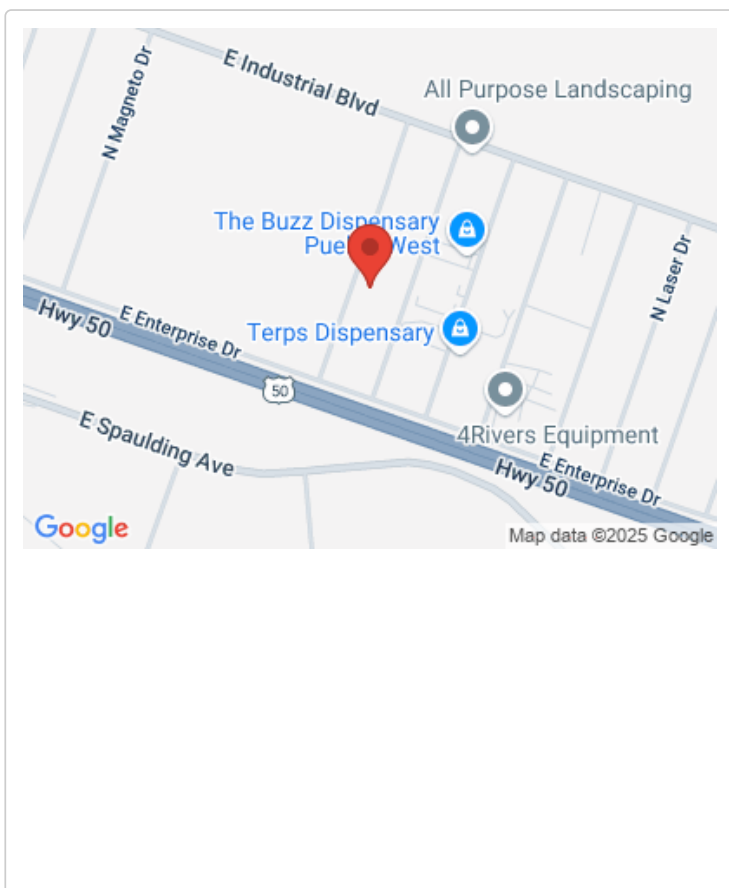 E Industrial Blvd
N Magneto Dr
All Purpose Landscaping
The Buzz Dispensary
West
N Laser Dr
E Enterprise Dr
Hwy 50
Terps Dispensary
50
4Rivers Equipment
E Spaulding Ave
Hwy 50
E Enterprise Dr
Google
Map data ©2025 Google